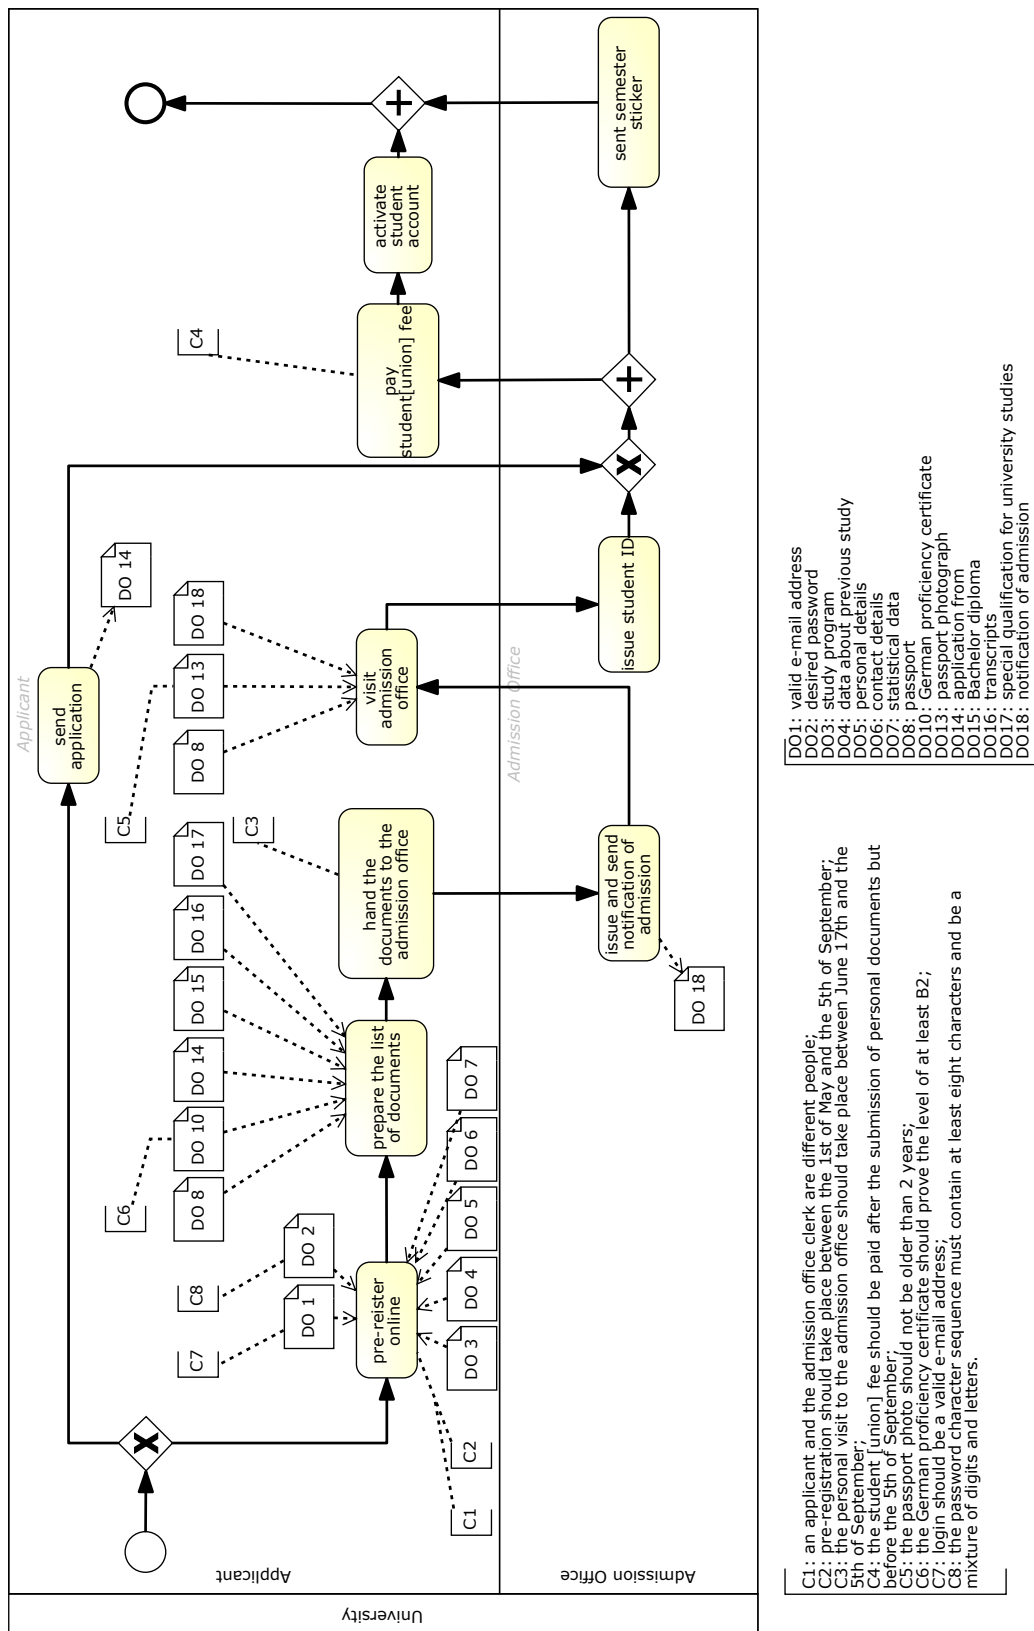 University
Applicant
Admission Office
Applicant
Admission Office
send
application
DO 14
C1
C2
C7
C8
DO 1
DO 2
pre-reister
online
DO 3
DO 4
DO 5
DO 6
DO 7
C6
DO 8
DO 10
DO 14
DO 15
DO 16
DO 17
prepare the list
of documents
C3
hand the
documents to the
admission office
issue and send
notification of
admission
DO 18
C5
DO 8
DO 13
DO 18
visit
admission
office
issue student ID
C4
pay
student[union] fee
activate
student
account
sent semester
sticker
C1: an applicant and the admission office clerk are different people;
C2: pre-registration should take place between the 1st of May and the 5th of September;
C3: the personal visit to the admission office should take place between June 17th and the
5th of September;
C4: the student [union] fee should be paid after the submission of personal documents but
before the 5th of September;
C5: the passport photo should not be older than 2 years;
C6: the German proficiency certificate should prove the level of at least B2;
C7: login should be a valid e-mail address;
C8: the password character sequence must contain at least eight characters and be a
mixture of digits and letters.
DO1: valid e-mail address
DO2: desired password
DO3: study program
DO4: data about previous study
DO5: personal details
DO6: contact details
DO7: statistical data
DO8: passport
DO10: German proficiency certificate
DO13: passport photograph
DO14: application from
DO15: Bachelor diploma
DO16: transcripts
DO17: special qualification for university studies
DO18: notification of admission